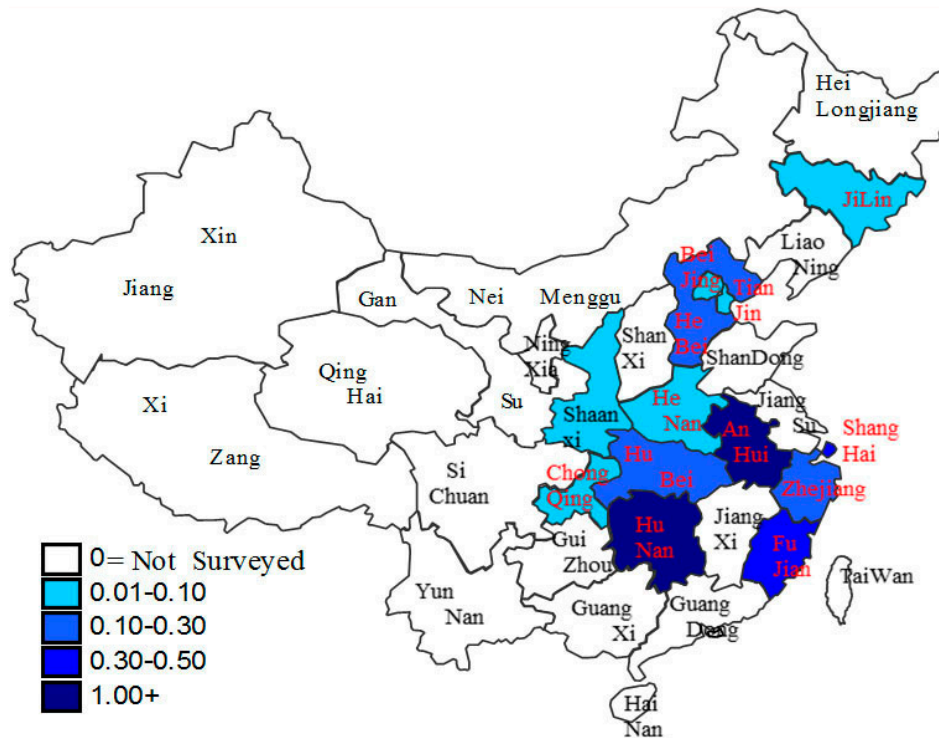 Hei
Longjiang
JiLin
Xin
Jiang
Liao
Ning
Bei
Jing
Tian
Jin
Gan
Nei
Menggu
He
Bei
Shan
Xi
ShanDong
Ning
Xia
Qing
Hai
Su
Shaan
xi
He
Nan
Jiang
Su
Xi
Zang
An
Hui
Shang
Hai
Si
Chuan
Chong
Qing
Hu
Bei
Zhejiang
Hu
Nan
Jiang
Xi
Fu
Jian
Gui
Zhou
TaiWan
Yun
Nan
Guang
Xi
Guang
Dong
Hai
Nan
0= Not Surveyed
0.01-0.10
0.10-0.30
0.30-0.50
1.00+